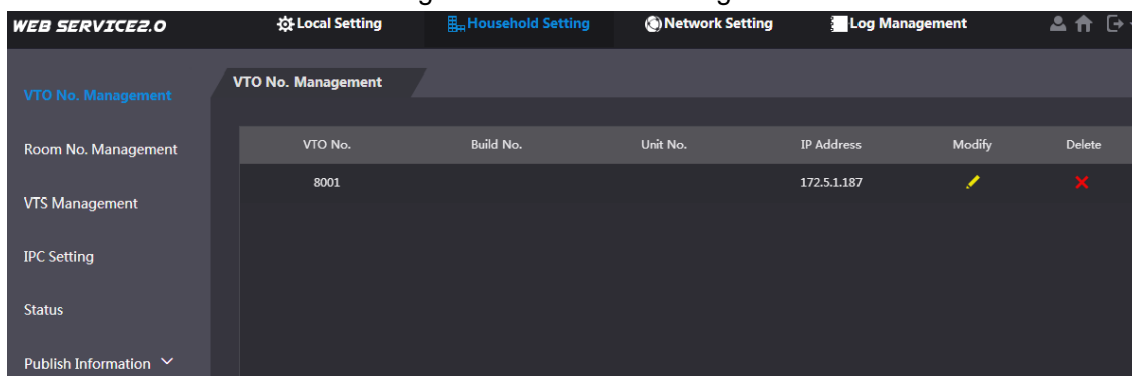 WEB SERVICE2.0 Local Setting Household Setting Network Setting Log Management
VTO No. Management
VTO No. Management
VTO No. Build No. Unit No. IP Address Modify Delete
Room No. Management
8001 172.5.1.187
VTS Management
IPC Setting
Status
Publish Information